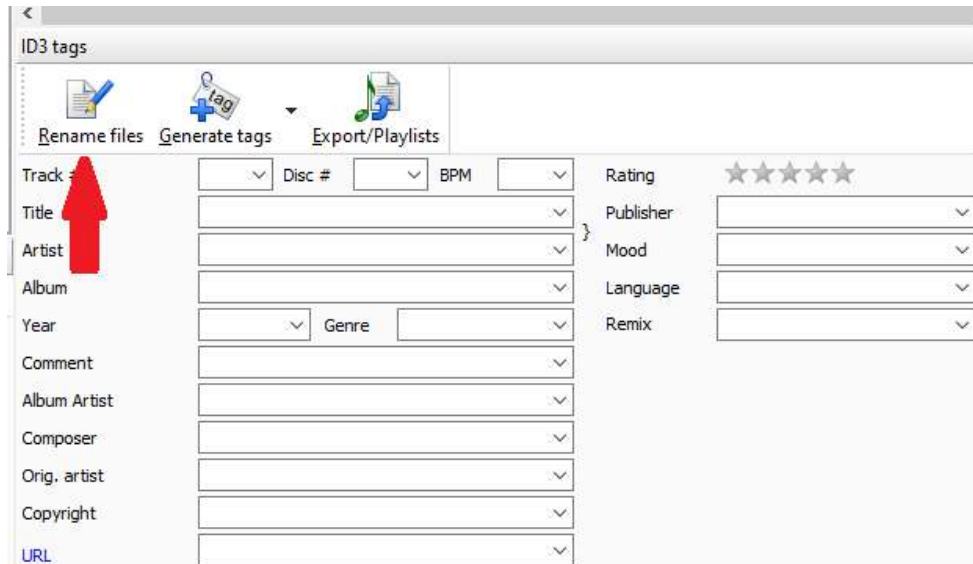 ID3 tags
tag
Rename files Generate tags Export/Playlists
Track # Disc # BPM Rating
Title Publisher
Artist } Mood
Album Language
Year Genre Remix
Comment
Album Artist
Composer
Orig. artist
Copyright
URL